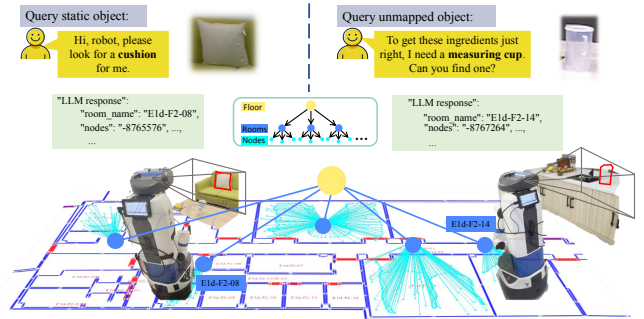 Query static object:
Hi, robot, please
look for a cushion
for me.
Query unmapped object:
To get these ingredients just
right, I need a measuring cup.
Can you find one?
"LLM response":
"room_name": "E1d-F2-08",
"nodes": "-8765576", ...,
...
Floor
Rooms
Nodes
...
"LLM response":
"room_name": "E1d-F2-14",
"nodes": "-8767264", ...,
...
E1d-F2-14
E1d-F2-08